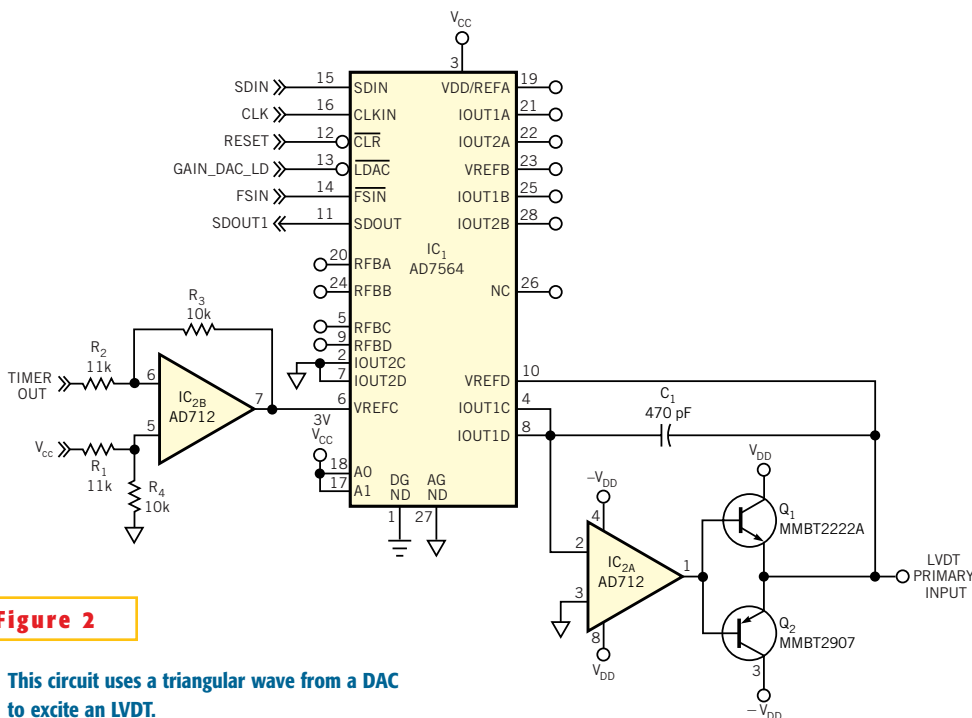 VCC
3
SDIN 15 SDIN VDD/REFA 19
CLK 16 CLKIN IOUT1A 21
RESET 12 CLR IOUT2A 22
GAIN_DAC_LD 13 LDAC VREFB 23
FSIN 14 FSIN IOUT1B 25
SDOUT1 11 SDOUT IOUT2B 28
IC1
AD7564
20 RFBA
24 RFBB NC 26
5 RFBC
9 RFBD
2 IOUT2C
7 IOUT2D VREFD 10
6 VREFC IOUT1C 4
IOUT1D 8
3V
VCC
18 A0
17 A1
DG
ND
AG
ND
1 27
R3
10k
R2
11k
TIMER
OUT
6
5
7
IC2B
AD712
Vcc
R1
11k
R4
10k
C1
470 pF
–VDD
4
2
3
1
8
IC2A
AD712
VDD
VDD
Q1
MMBT2222A
LVDT
PRIMARY
INPUT
Q2
MMBT2907
3
–VDD
Figure 2
This circuit uses a triangular wave from a DAC
to excite an LVDT.